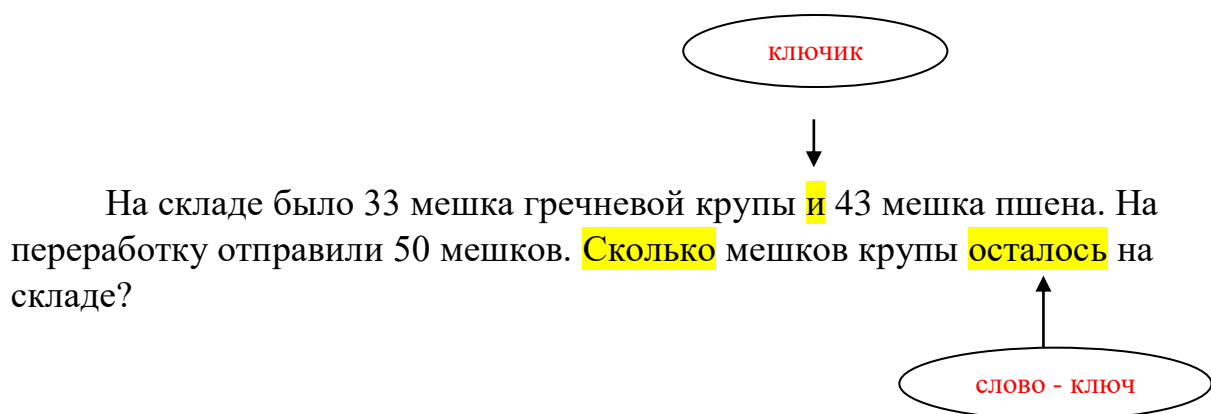 ключик
На складе было 33 мешка гречневой крупы и 43 мешка пшена. На
переработку отправили 50 мешков. Сколько мешков крупы осталось на
складе?
слово - ключ